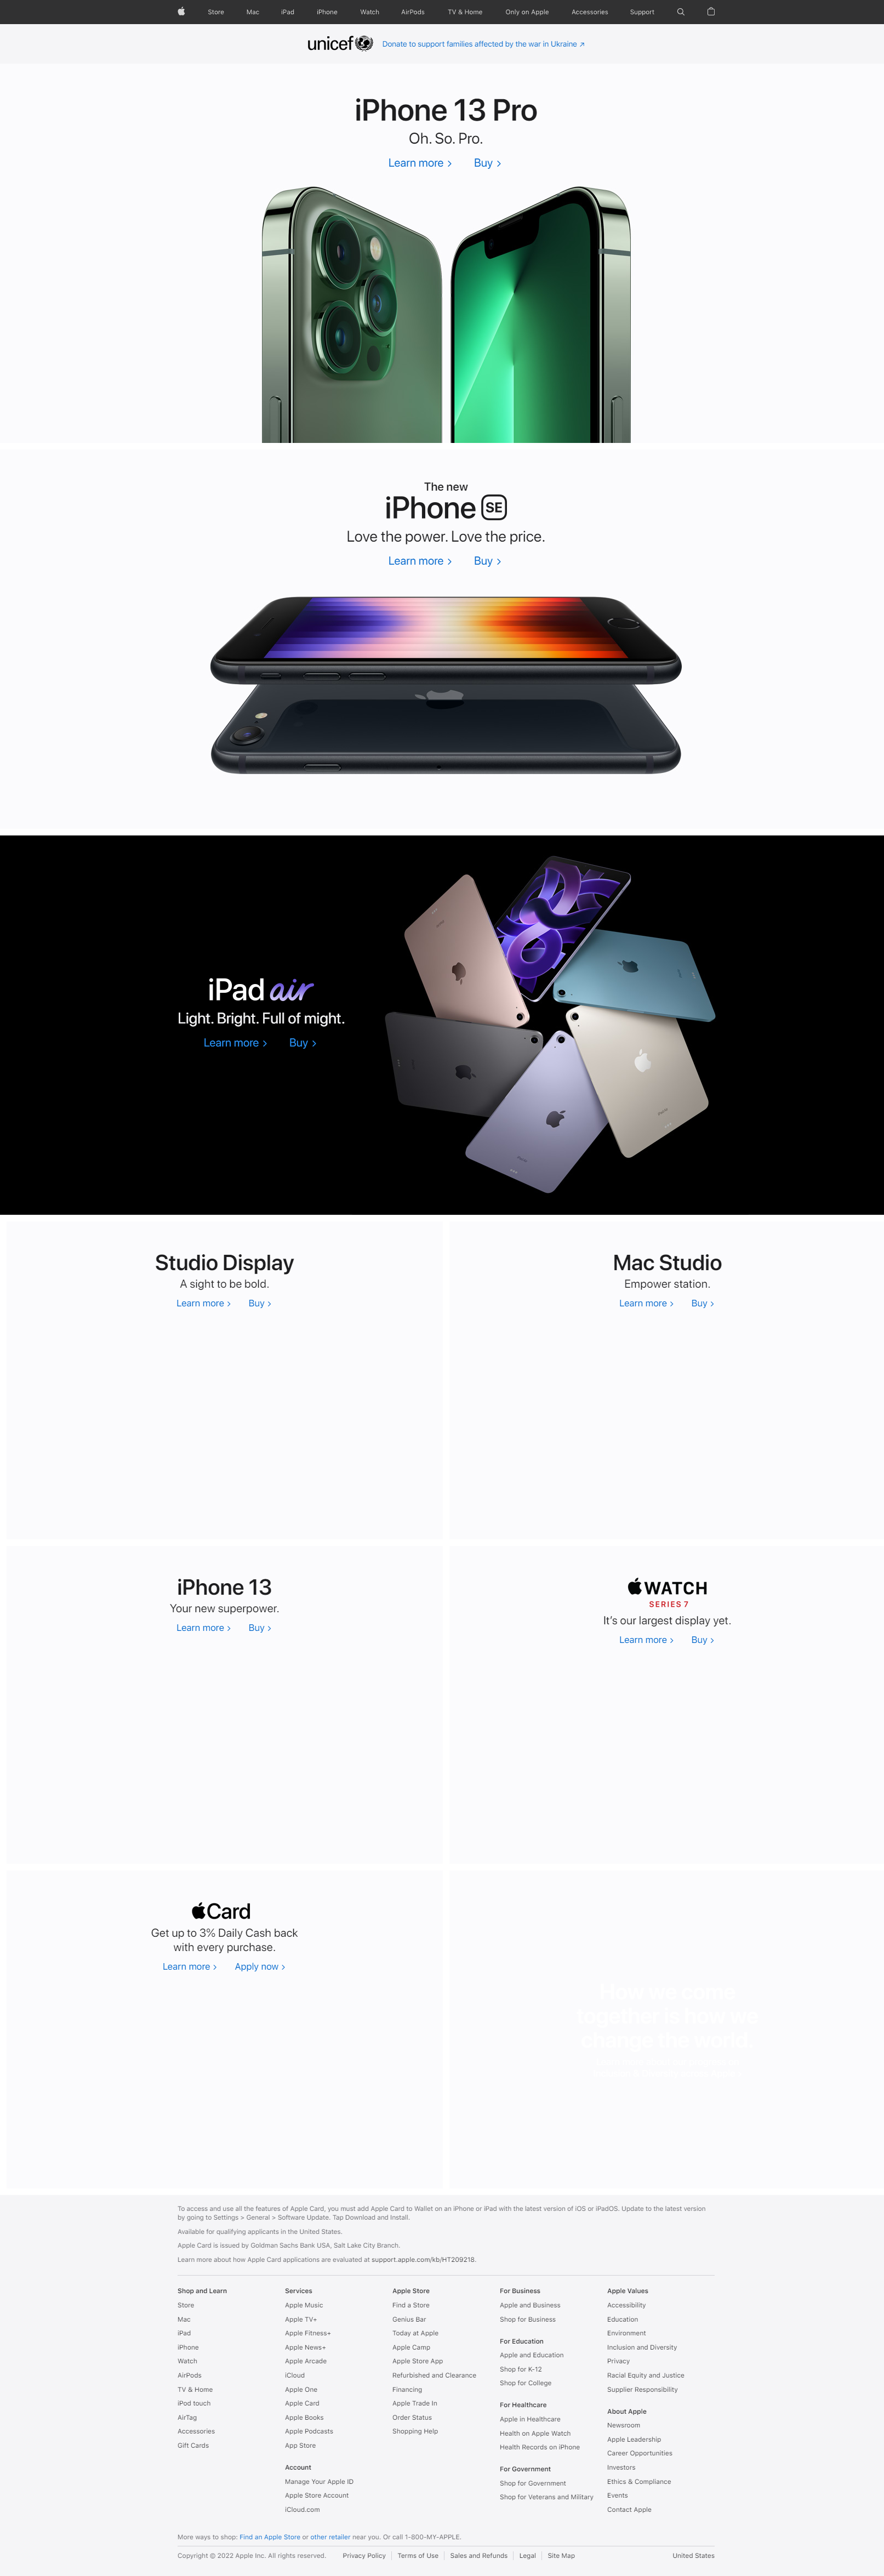 Store Mac iPad iPhone Watch AirPods TV & Home Only on Apple Accessories Support
unicef Donate to support families affected by the war in Ukraine ↗
iPhone 13 Pro
Oh. So. Pro.
Learn more > Buy >
The new
iPhone SE
Love the power. Love the price.
Learn more > Buy >
iPad air
Light. Bright. Full of might.
Learn more > Buy >
Studio Display
A sight to be bold.
Learn more > Buy >
Mac Studio
Empower station.
Learn more > Buy >
iPhone 13
Your new superpower.
Learn more > Buy >
WATCH
SERIES 7
It’s our largest display yet.
Learn more > Buy >
Card
Get up to 3% Daily Cash back
with every purchase.
Learn more > Apply now >
How we come
together is how we
change the world.
To access and use all the features of Apple Card, you must add Apple Card to Wallet on an iPhone or iPad with the latest version of iOS or iPadOS. Update to the latest version
by going to Settings > General > Software Update. Tap Download and Install.
Available for qualifying applicants in the United States.
Apple Card is issued by Goldman Sachs Bank USA, Salt Lake City Branch.
Learn more about how Apple Card applications are evaluated at support.apple.com/kb/HT209218.
Shop and Learn
Store
Mac
iPad
iPhone
Watch
AirPods
TV & Home
iPod touch
AirTag
Accessories
Gift Cards
Services
Apple Music
Apple TV+
Apple Fitness+
Apple News+
Apple Arcade
iCloud
Apple One
Apple Card
Apple Books
Apple Podcasts
App Store
Account
Manage Your Apple ID
Apple Store Account
iCloud.com
Apple Store
Find a Store
Genius Bar
Today at Apple
Apple Camp
Apple Store App
Refurbished and Clearance
Financing
Apple Trade In
Order Status
Shopping Help
For Business
Apple and Business
Shop for Business
For Education
Apple and Education
Shop for K-12
Shop for College
For Healthcare
Apple in Healthcare
Health on Apple Watch
Health Records on iPhone
For Government
Shop for Government
Shop for Veterans and Military
Apple Values
Accessibility
Education
Environment
Inclusion and Diversity
Privacy
Racial Equity and Justice
Supplier Responsibility
About Apple
Newsroom
Apple Leadership
Career Opportunities
Investors
Ethics & Compliance
Events
Contact Apple
More ways to shop: Find an Apple Store or other retailer near you. Or call 1-800-MY-APPLE.
Copyright © 2022 Apple Inc. All rights reserved. Privacy Policy | Terms of Use | Sales and Refunds | Legal | Site Map United States